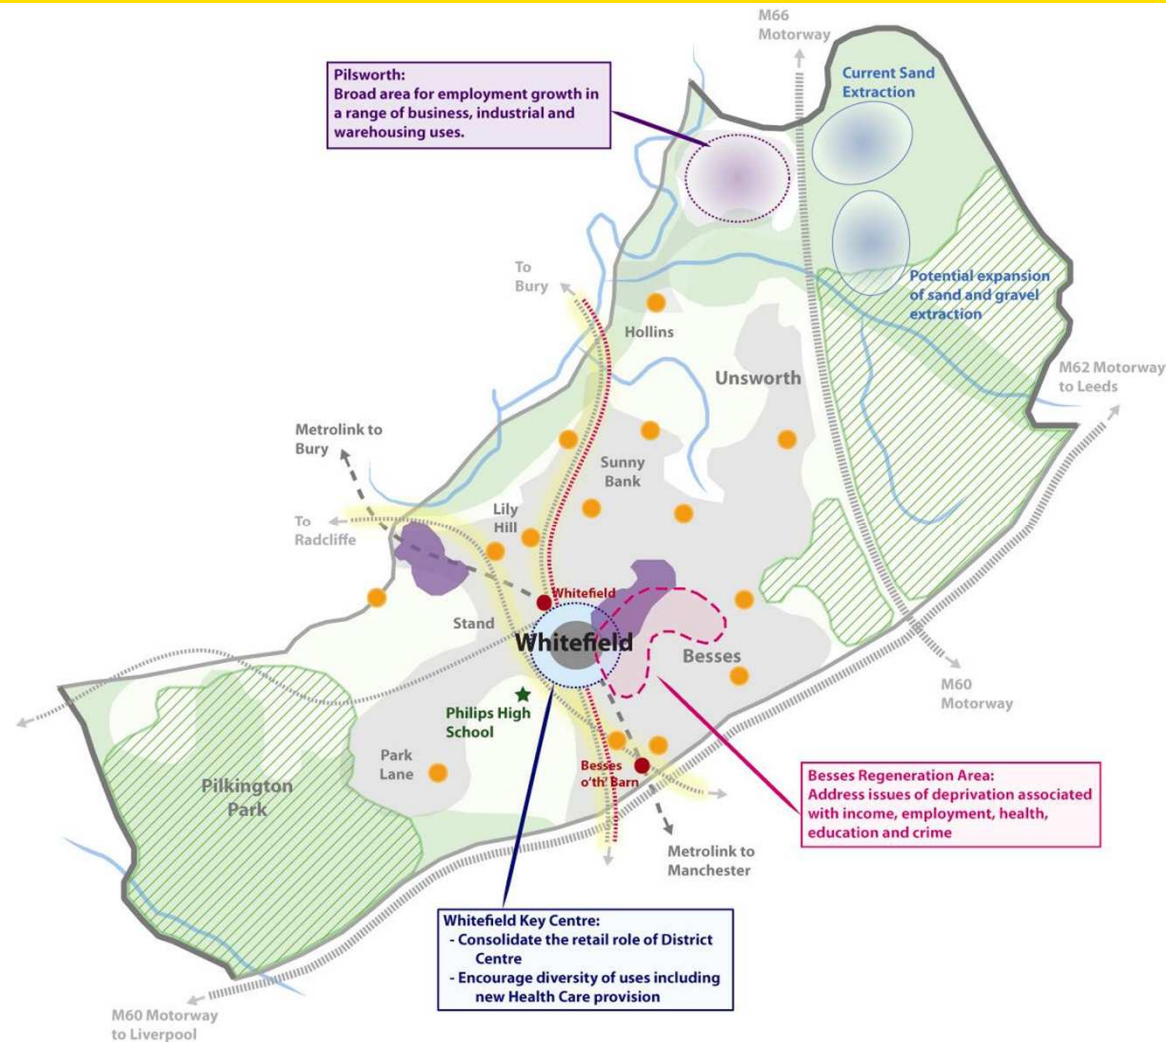 M66
Motorway
Pilsworth:
Broad area for employment growth in
a range of business, industrial and
warehousing uses.
Current Sand
Extraction
To
Bury
Potential expansion
of sand and gravel
extraction
Hollins
Unsworth
M62 Motorway
to Leeds
Metrolink to
Bury
Sunny
Bank
Lily
Hill
To
Radcliffe
Whitefield
Stand
Whitefield
Besses
M60
Motorway
Philips High
School
Park
Lane
Besses
o'th' Barn
Pilkington
Park
Besses Regeneration Area:
Address issues of deprivation associated
with income, employment, health,
education and crime
Metrolink to
Manchester
Whitefield Key Centre:
- Consolidate the retail role of District
Centre
- Encourage diversity of uses including
new Health Care provision
M60 Motorway
to Liverpool